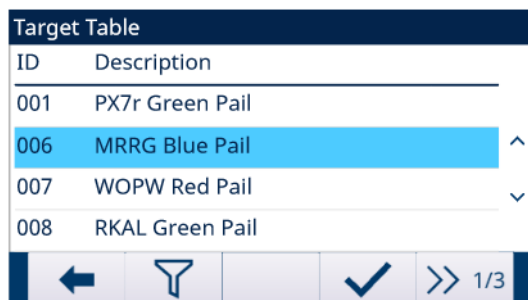 Target Table
ID Description
001 PX7r Green Pail
006 MRRG Blue Pail
007 WOPW Red Pail
008 RKAL Green Pail
1/3